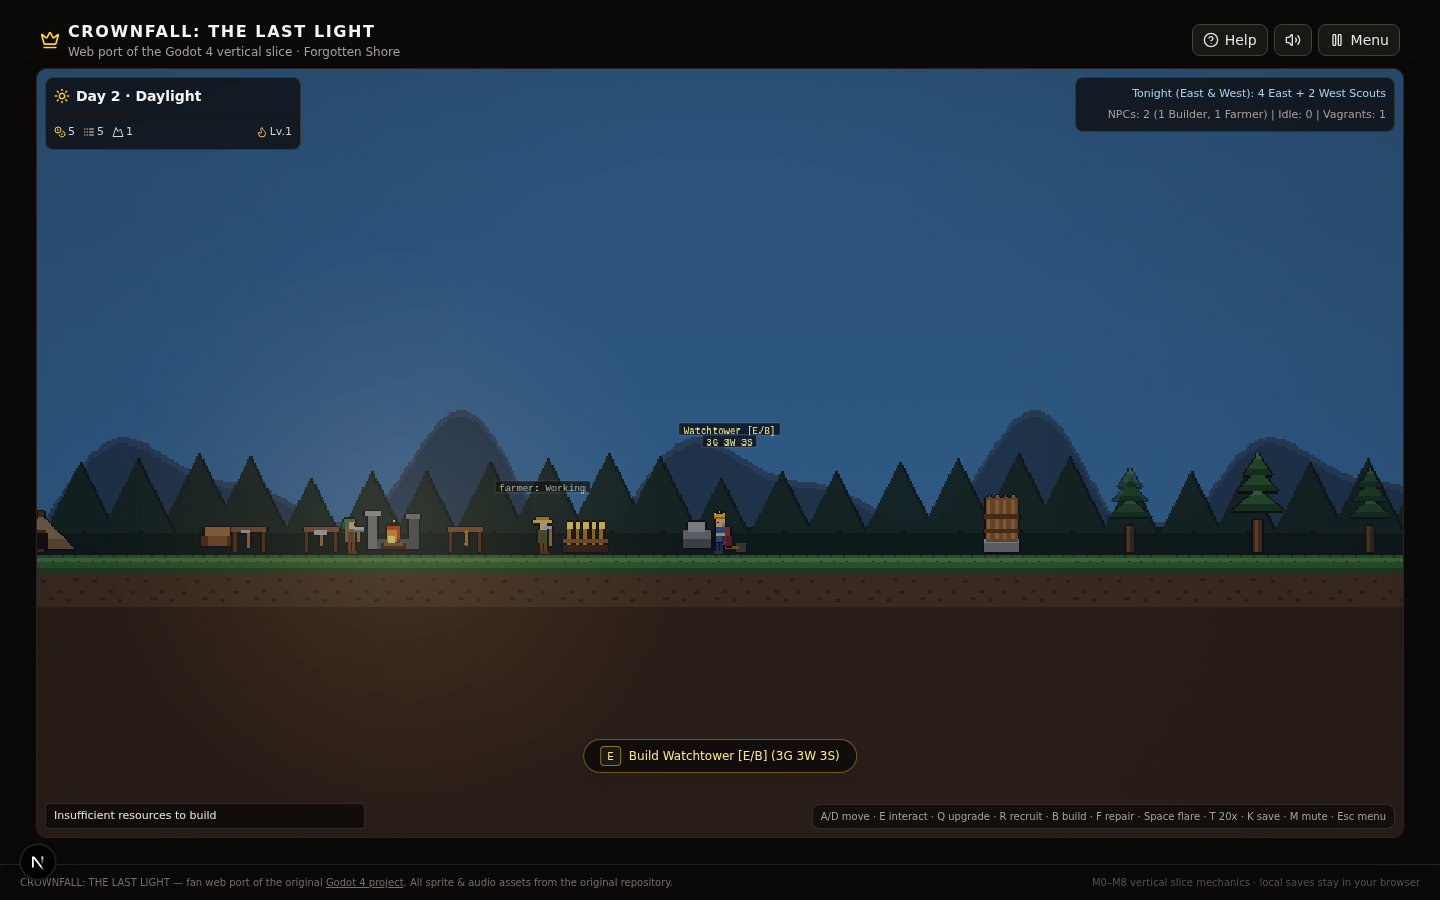 CROWNFALL: THE LAST LIGHT
Web port of the Godot 4 vertical slice · Forgotten Shore
Help
Menu
Day 2 · Daylight
5 5 1 Lv.1
Tonight (East & West): 4 East + 2 West Scouts
NPCs: 2 (1 Builder, 1 Farmer) | Idle: 0 | Vagrants: 1
Watchtower [E/B]
3G 3W 3S
farmer: Working
E Build Watchtower [E/B] (3G 3W 3S)
Insufficient resources to build
A/D move · E interact · Q upgrade · R recruit · B build · F repair · Space flare · T 20x · K save · M mute · Esc menu
N
CROWNFALL: THE LAST LIGHT — fan web port of the original Godot 4 project. All sprite & audio assets from the original repository.
M0–M8 vertical slice mechanics · local saves stay in your browser